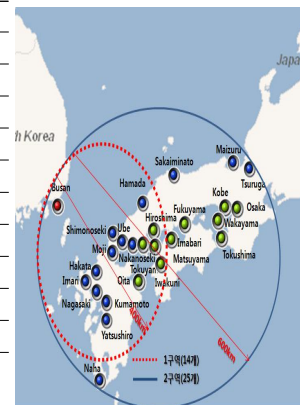 Japa
h Korea
Maizuru
Sakaiminato
Tsuruga
Busan
Hamada
Kobe
Osaka
Hiroshima
Fukuyama
Wakayama
Shimonoseki
Ube
Imabari
Tokushima
Moji
Nakanoseki
Matsuyama
Tokuyan
Hakata
Oita
Iwakuni
Imari
Nagasaki
Kumamoto
400km
600km
Yatsushiro
Naha
1구역(14개)
2구역(25개)